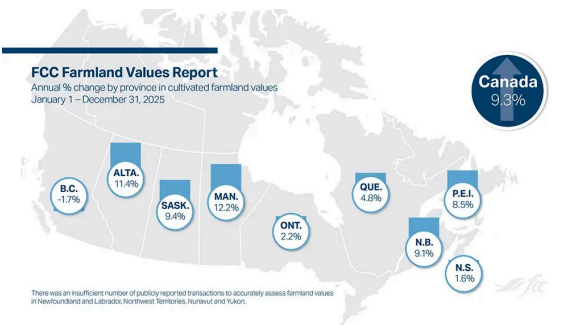 FCC Farmland Values Report
Annual % change by province in cultivated farmland values
January 1 – December 31, 2025
Canada
9.3%
B.C.
-1.7%
ALTA.
11.4%
SASK.
9.4%
MAN.
12.2%
ONT.
2.2%
QUE.
4.8%
P.E.I.
8.5%
N.B.
9.1%
N.S.
1.6%
There was an insufficient number of publicly reported transactions to accurately assess farmland values
in Newfoundland and Labrador, Northwest Territories, Nunavut and Yukon.
fcc